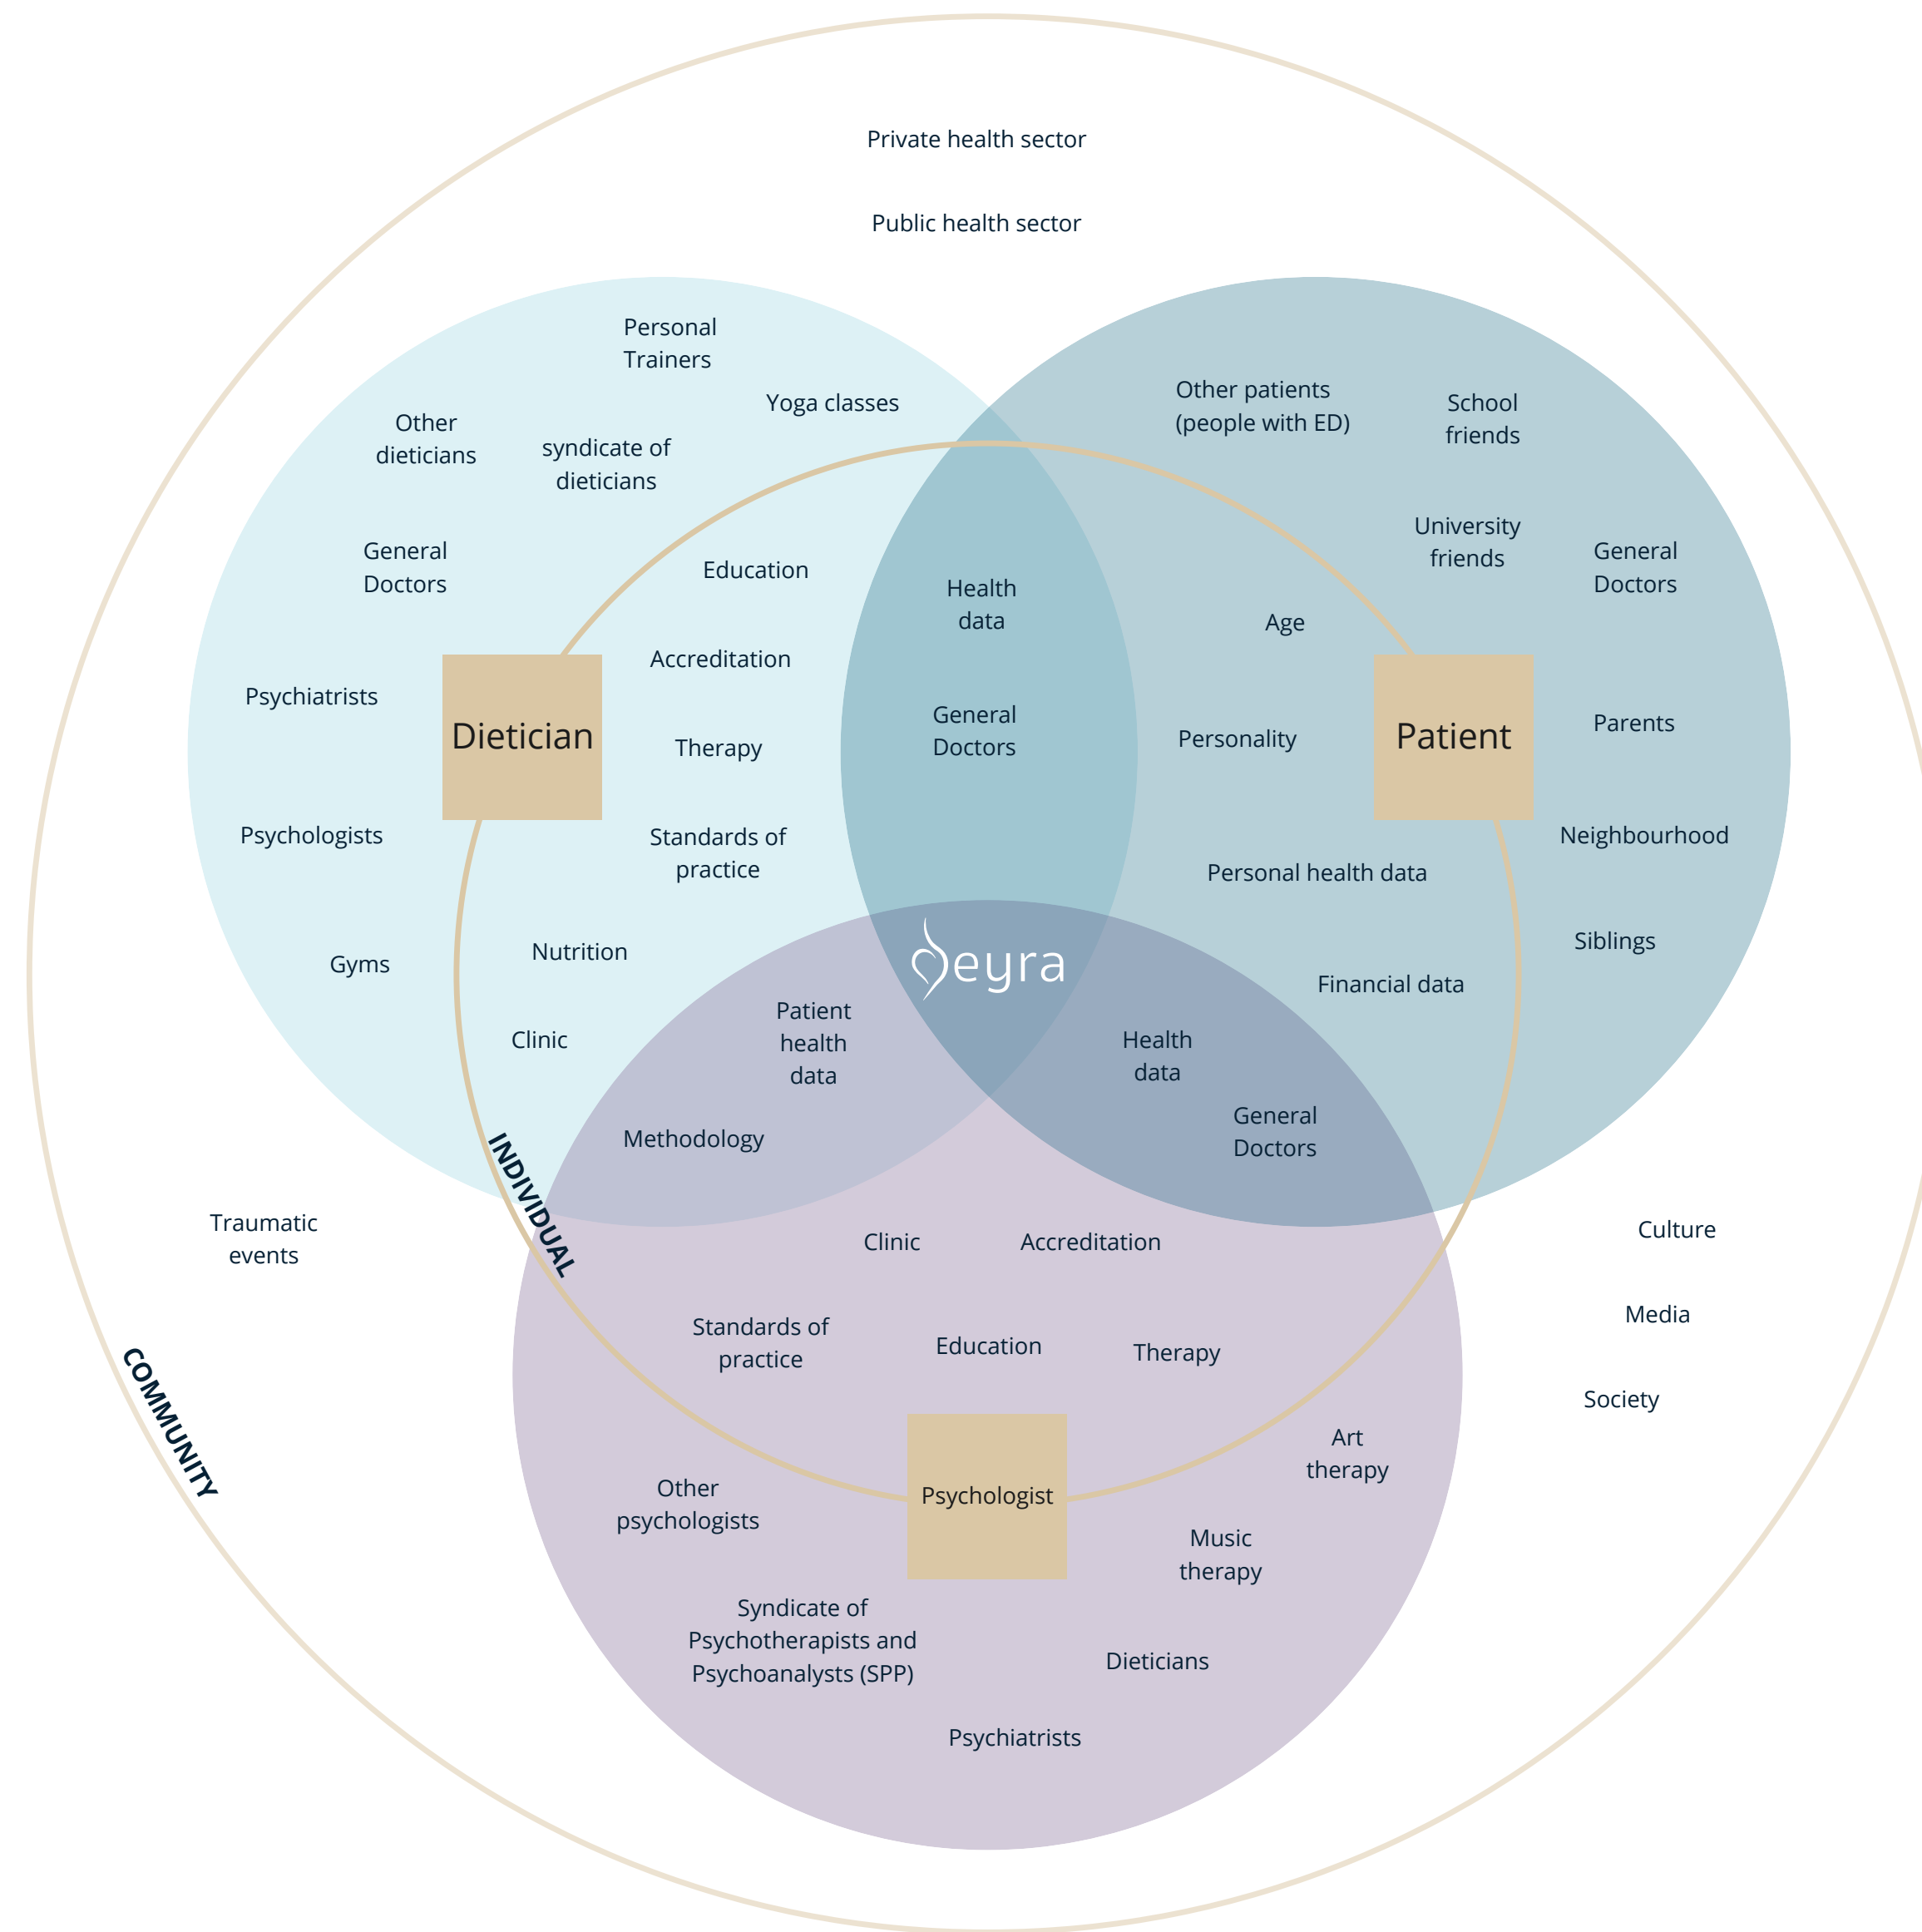 Private health sector
Public health sector
Personal
Trainers
Yoga classes
Other
dieticians
syndicate of
dieticians
General
Doctors
Education
Accreditation
Psychiatrists
Dietician
Therapy
Psychologists
Standards of
practice
Gyms
Nutrition
Clinic
Health
data
General
Doctors
Other patients
(people with ED)
School
friends
University
friends
General
Doctors
Age
Personality
Patient
Parents
Neighbourhood
Personal health data
Siblings
Financial data
eyra
Patient
health
data
Methodology
Health
data
General
Doctors
INDIVIDUAL
Traumatic
events
COMMUNITY
Culture
Media
Society
Clinic
Accreditation
Standards of
practice
Education
Therapy
Psychologist
Art
therapy
Other
psychologists
Music
therapy
Syndicate of
Psychotherapists and
Psychoanalysts (SPP)
Dieticians
Psychiatrists